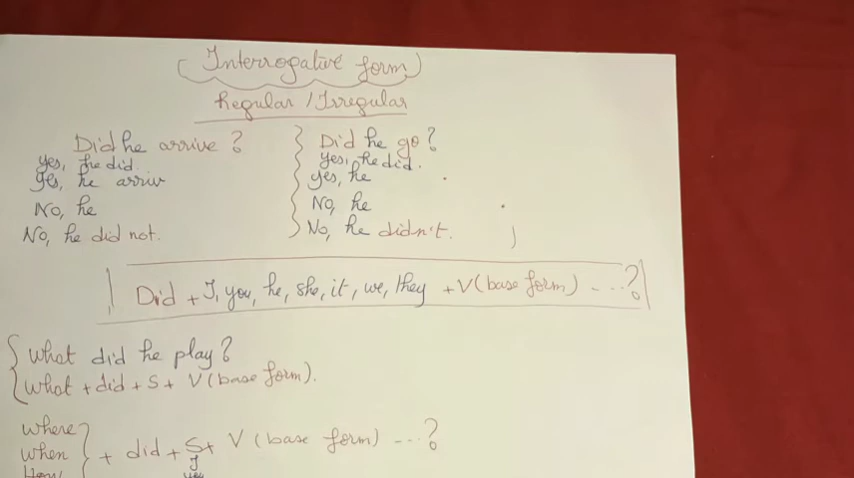 Interrogative form
Regular / Irregular
Did he arrive ? Did he go ?
yes, he did yes, he did.
yes, he arriv yes, he
No, he No, he
No, he did not. No, he didn't.
Did + I, you, he, she, it, we, they + V (base form) - ...?
what did he play?
what + did + S + V (base form).
where
when + did + S + V (base form) ...?
I
you